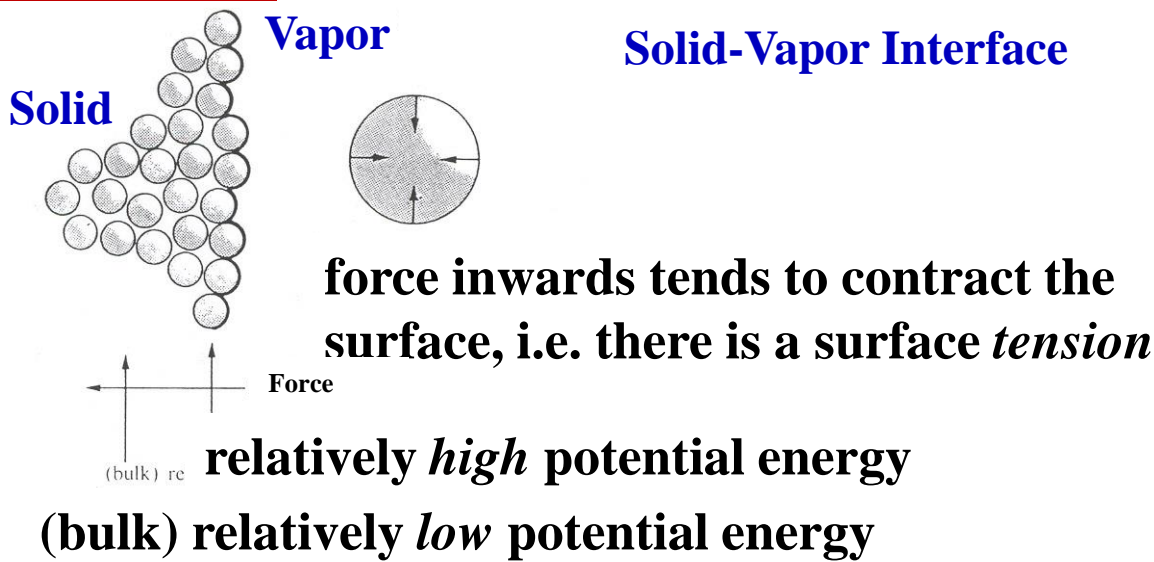 Vapor
Solid-Vapor Interface
Solid
force inwards tends to contract the
surface, i.e. there is a surface tension
Force
relatively high potential energy
(bulk) re
(bulk) relatively low potential energy